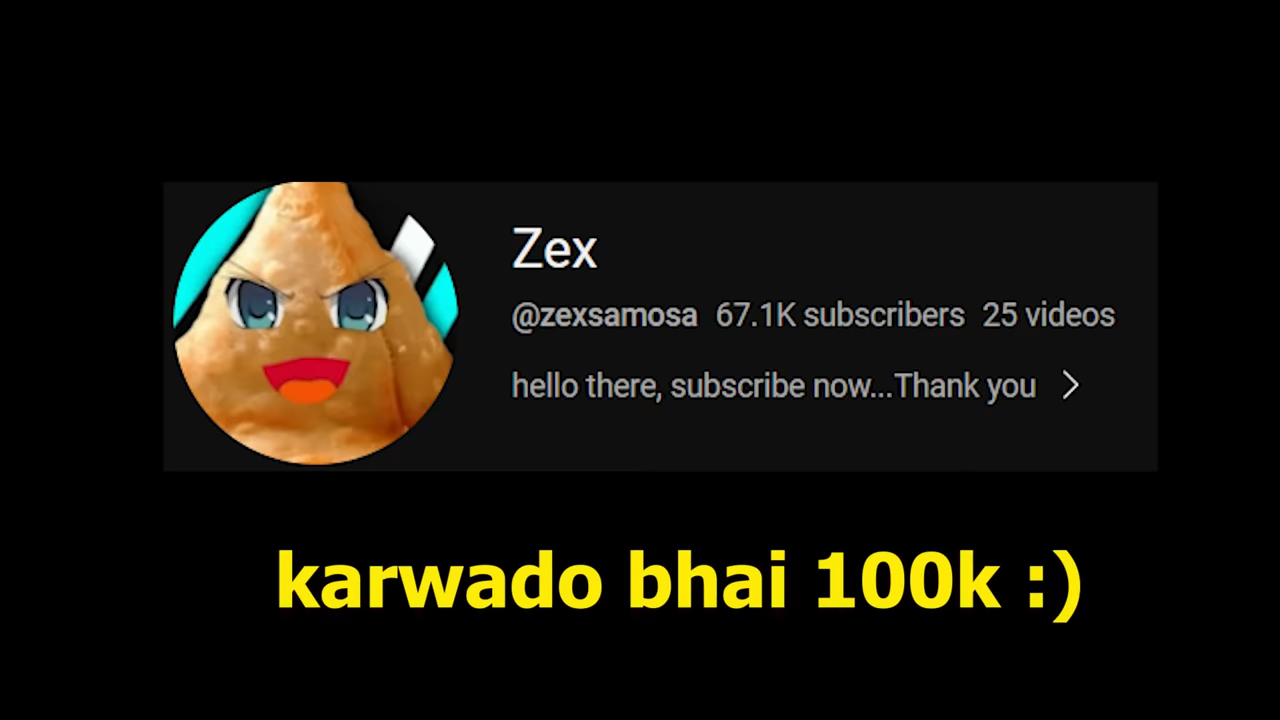 Zex
@zexsamosa 67.1K subscribers 25 videos
hello there, subscribe now...Thank you
karwado bhai 100k :)